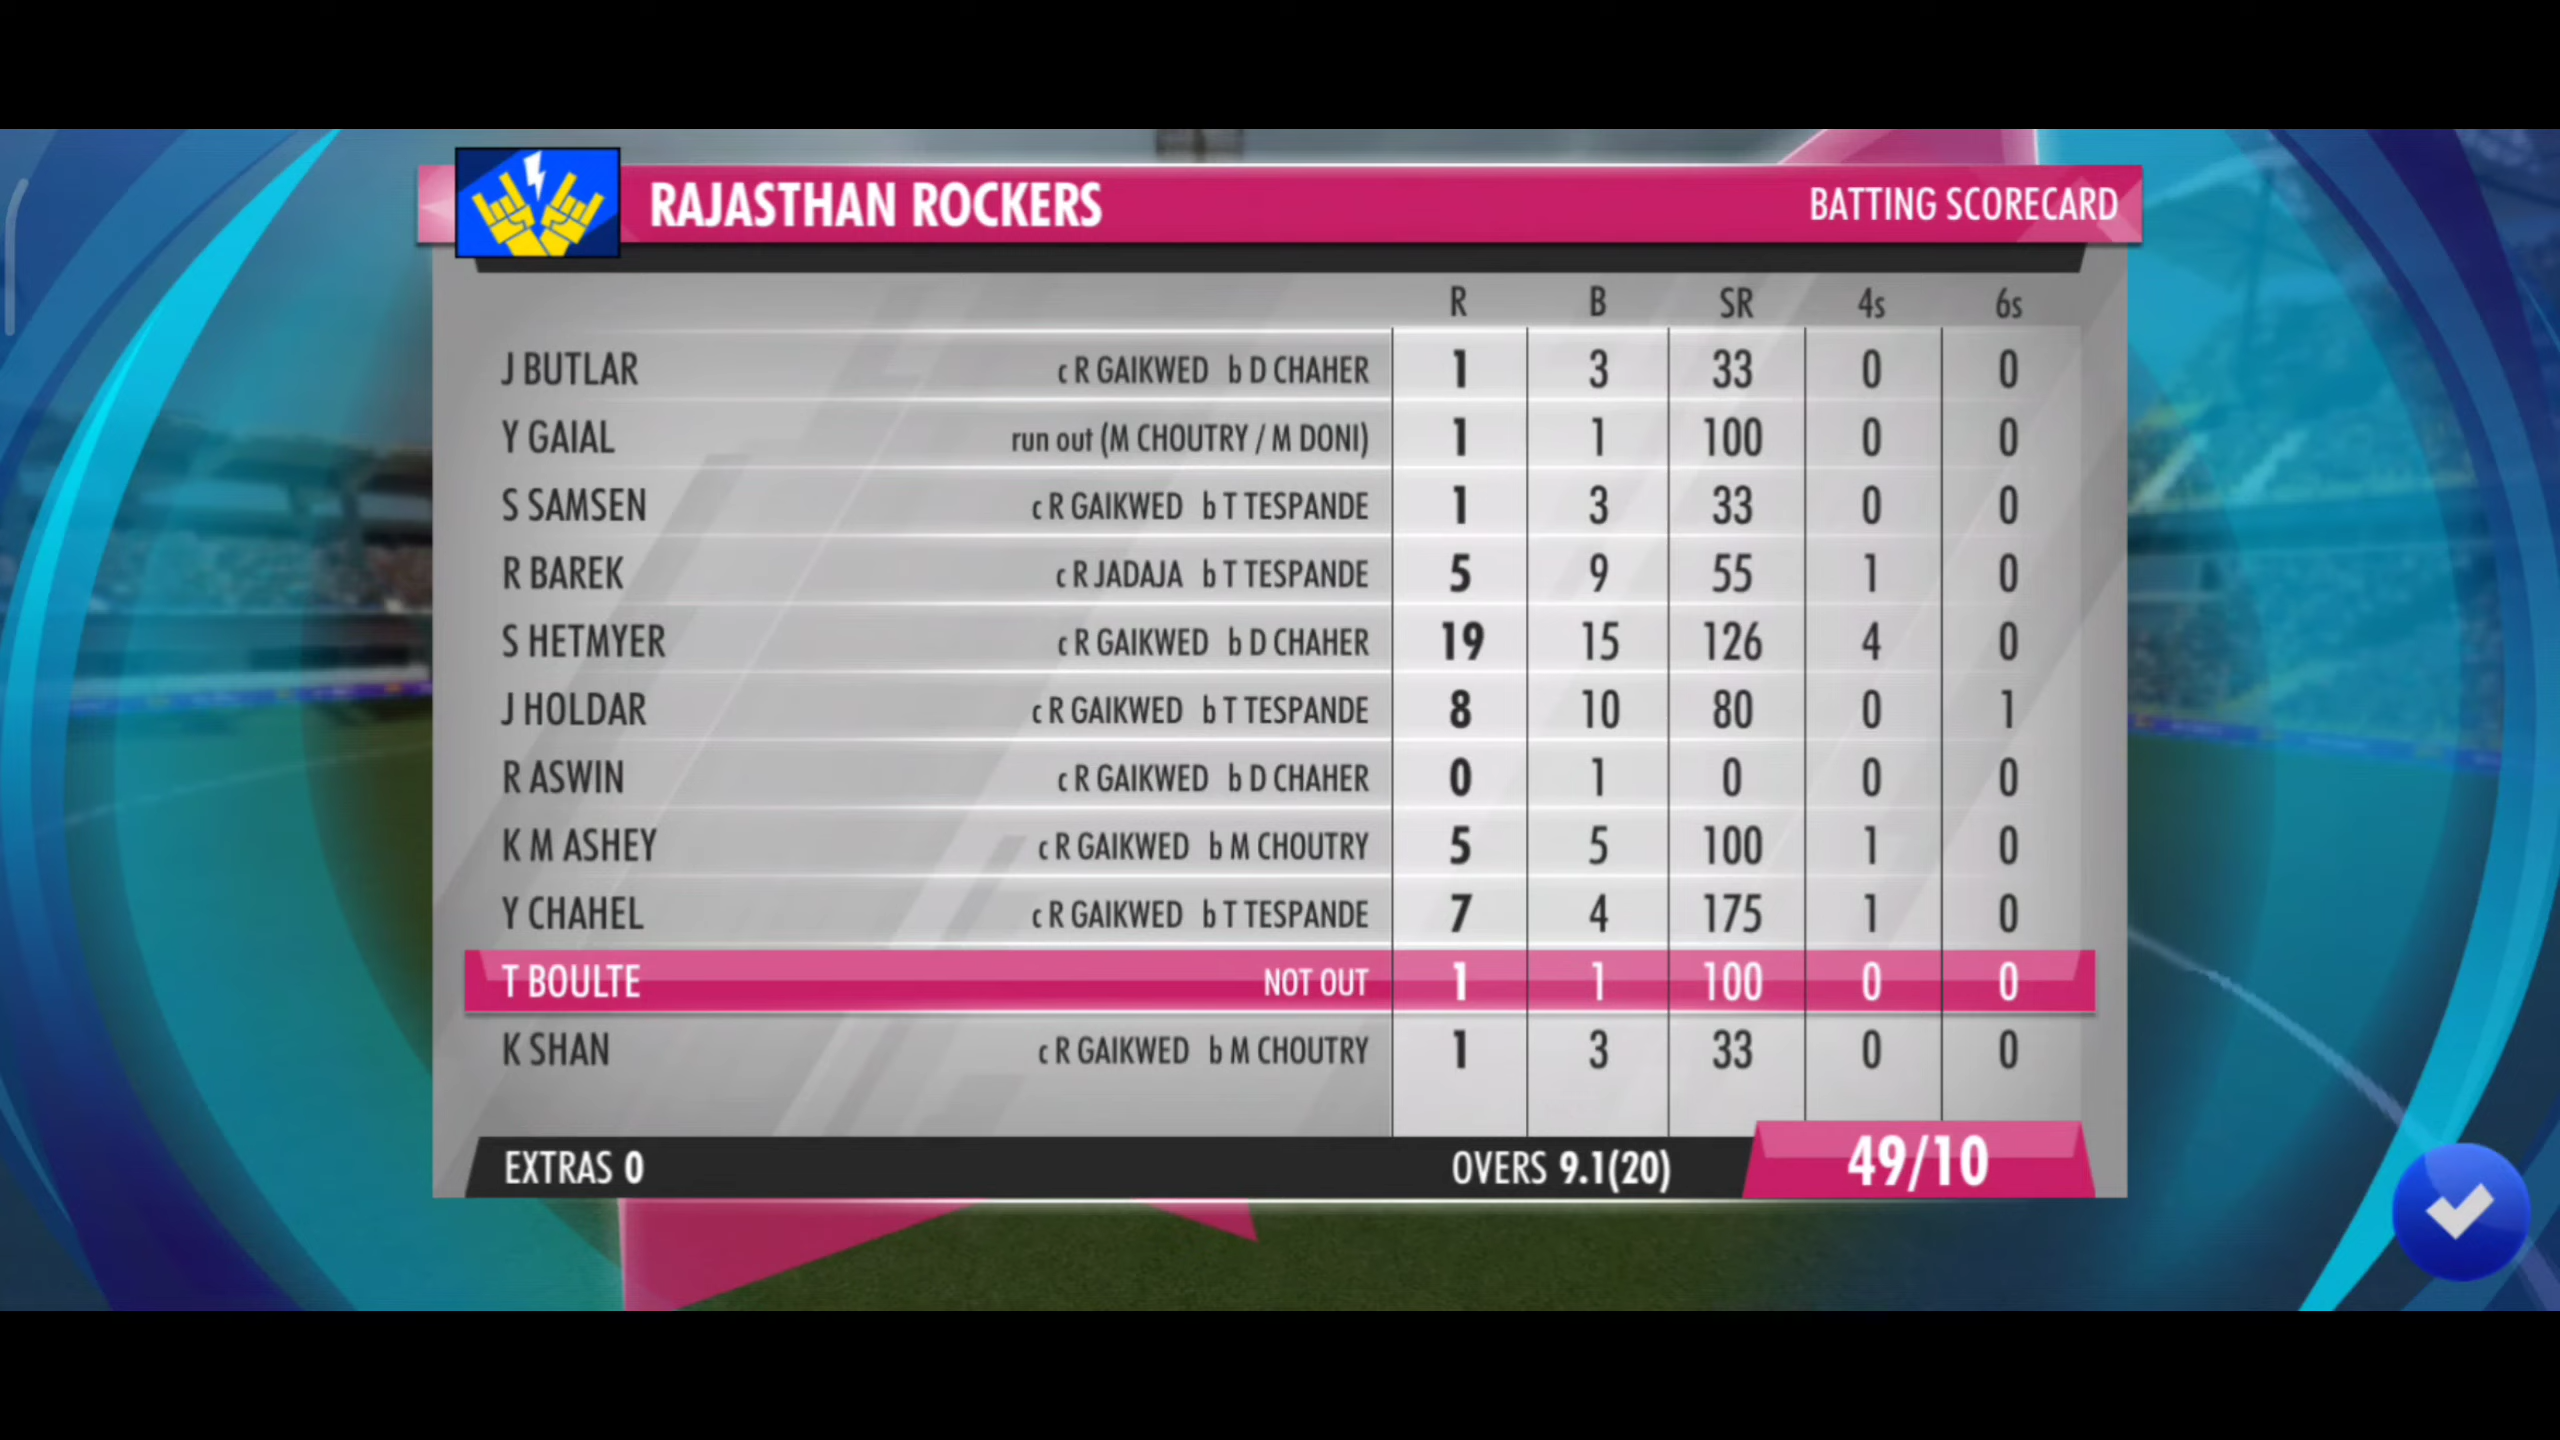 RAJASTHAN ROCKERS BATTING SCORECARD
R B SR 4s 6s
J BUTLAR c R GAIKWED b D CHAHER 1 3 33 0 0
Y GAIAL run out (M CHOUTRY / M DONI) 1 1 100 0 0
S SAMSEN c R GAIKWED b T TESPANDE 1 3 33 0 0
R BAREK c R JADAJA b T TESPANDE 5 9 55 1 0
S HETMYER c R GAIKWED b D CHAHER 19 15 126 4 0
J HOLDAR c R GAIKWED b T TESPANDE 8 10 80 0 1
R ASWIN c R GAIKWED b D CHAHER 0 1 0 0 0
K M ASHEY c R GAIKWED b M CHOUTRY 5 5 100 1 0
Y CHAHEL c R GAIKWED b T TESPANDE 7 4 175 1 0
T BOULTE NOT OUT 1 1 100 0 0
K SHAN c R GAIKWED b M CHOUTRY 1 3 33 0 0
EXTRAS 0 OVERS 9.1(20) 49/10